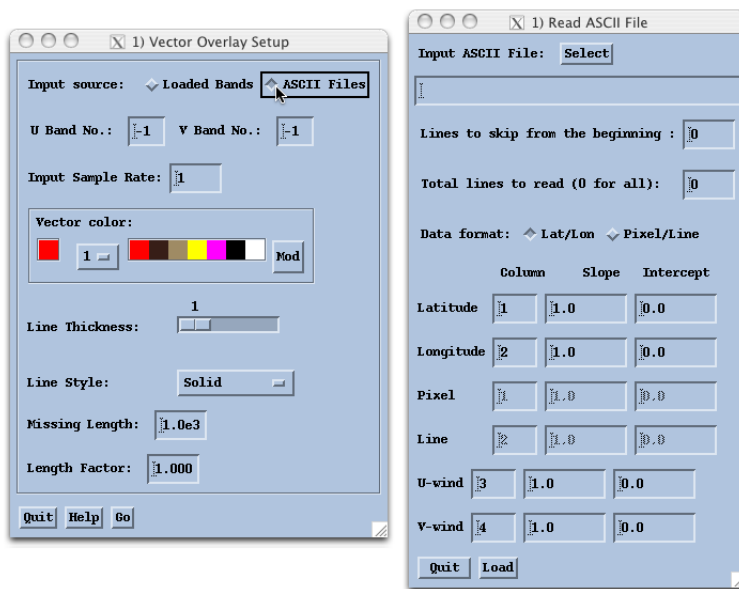 1) Vector Overlay Setup
Input source: Loaded Bands ASCII Files
U Band No.: -1 V Band No.: -1
Input Sample Rate: 1
Vector color:
1 Mod
1
Line Thickness:
Line Style: Solid
Missing Length: 1.0e3
Length Factor: 1.000
Quit Help Go
1) Read ASCII File
Input ASCII File: Select
Lines to skip from the beginning : 0
Total lines to read (0 for all): 0
Data format: Lat/Lon Pixel/Line
Column Slope Intercept
Latitude 1 1.0 0.0
Longitude 2 1.0 0.0
Pixel 1 1.0 0.0
Line 2 1.0 0.0
U-wind 3 1.0 0.0
V-wind 4 1.0 0.0
Quit Load